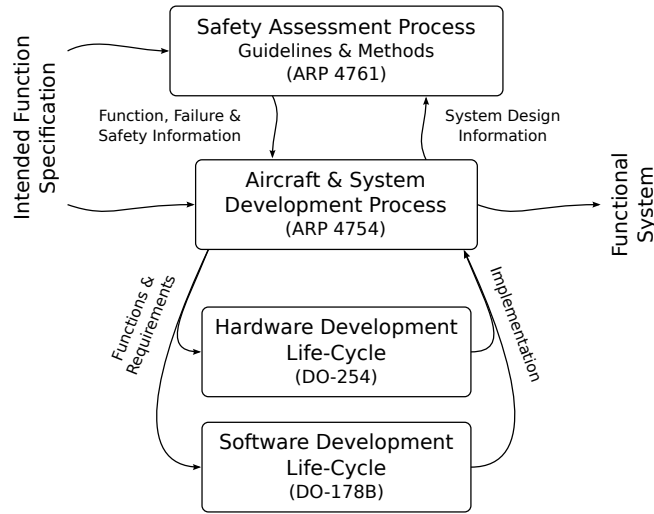 Safety Assessment Process
Guidelines & Methods
(ARP 4761)
Intended Function
Specification
Function, Failure &
Safety Information
System Design
Information
Aircraft & System
Development Process
(ARP 4754)
Functional
System
Functions &
Requirements
Implementation
Hardware Development
Life-Cycle
(DO-254)
Software Development
Life-Cycle
(DO-178B)